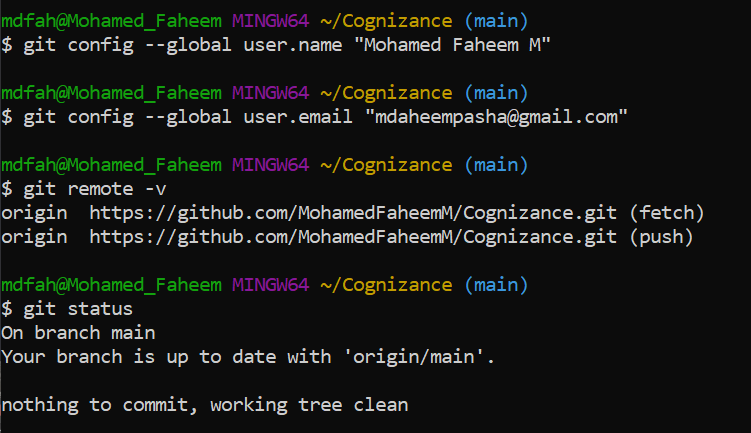 mdfah@Mohamed_Faheem MINGW64 ~/Cognizance (main)
$ git config --global user.name "Mohamed Faheem M"
mdfah@Mohamed_Faheem MINGW64 ~/Cognizance (main)
$ git config --global user.email "mdaheempasha@gmail.com"
mdfah@Mohamed_Faheem MINGW64 ~/Cognizance (main)
$ git remote -v
origin  https://github.com/MohamedFaheemM/Cognizance.git (fetch)
origin  https://github.com/MohamedFaheemM/Cognizance.git (push)
mdfah@Mohamed_Faheem MINGW64 ~/Cognizance (main)
$ git status
On branch main
Your branch is up to date with 'origin/main'.
nothing to commit, working tree clean